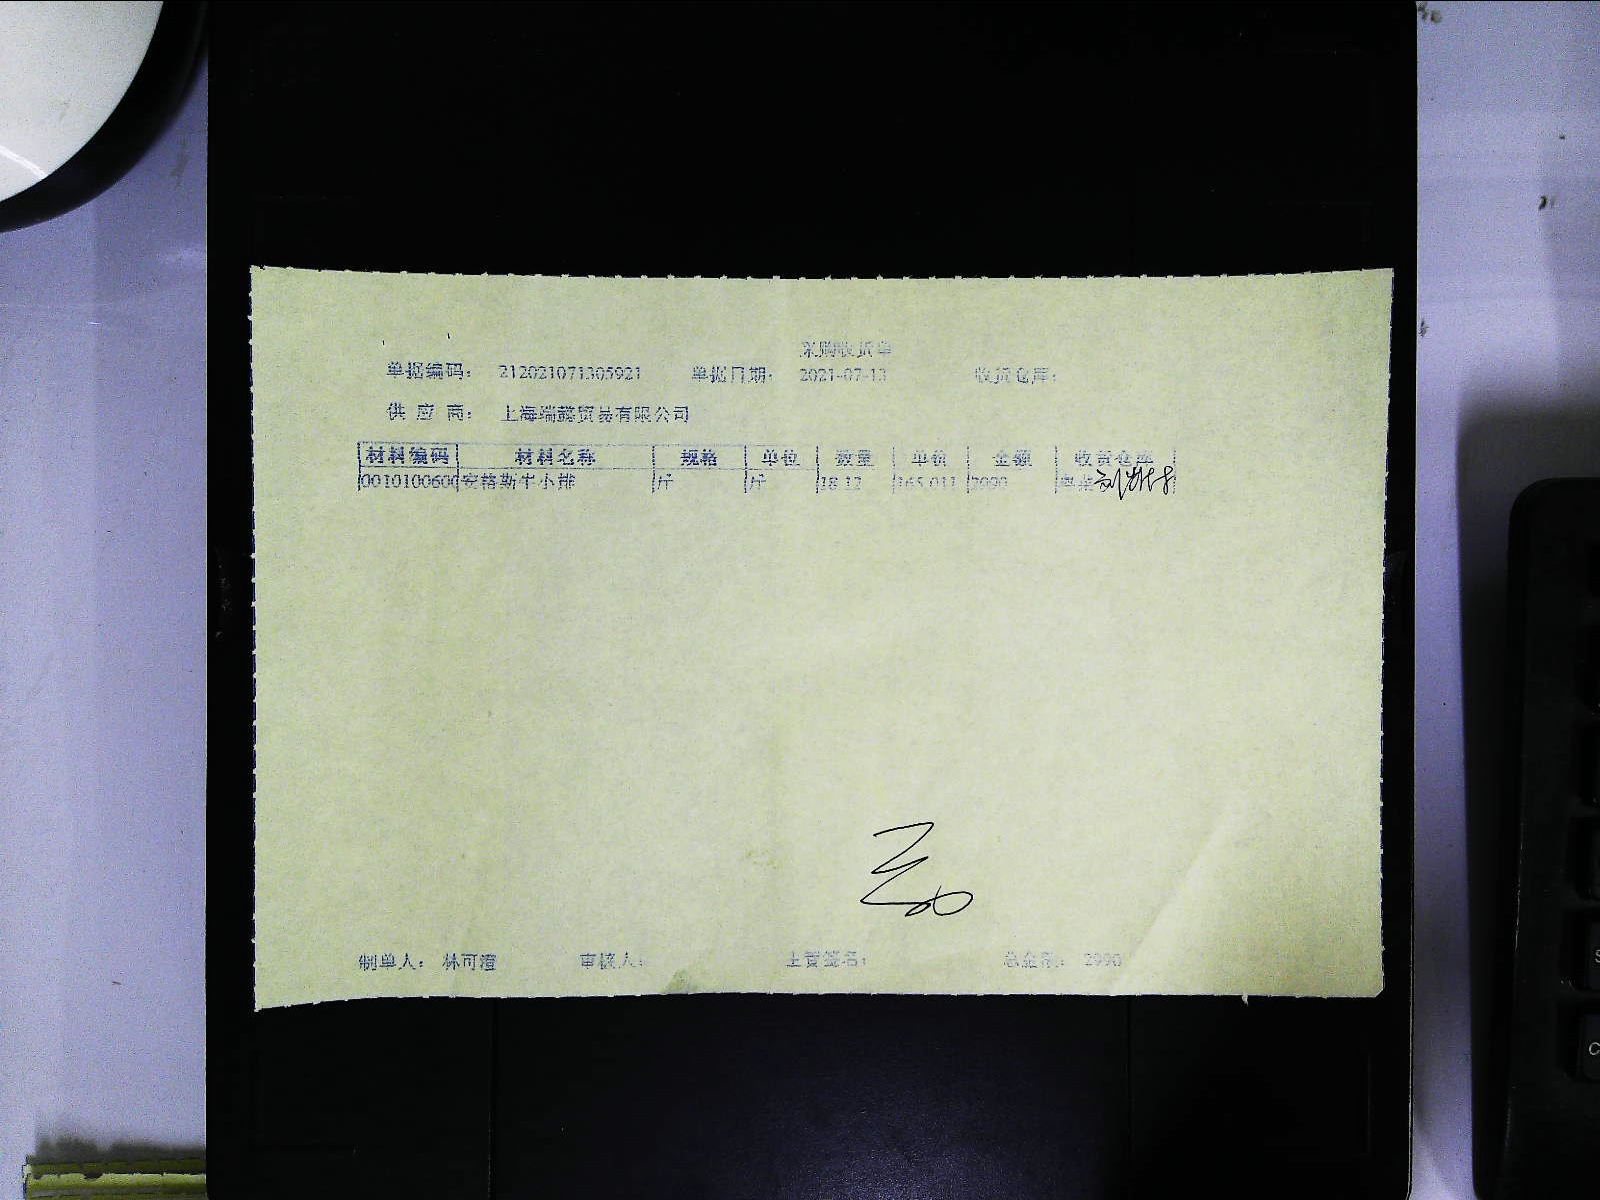 采购收货单
单据编码： 212021071305921 单据日期： 2021-07-13 收货仓库：
供 应 商： 上海瑞懿贸易有限公司
材料编码 材料名称 规格 单位 数量 单价 金额 收货仓库
0010100600 安格斯牛小排 斤 斤 18.12 165.011 2990
制单人： 林可澄 审核人： 主管签名： 总金额： 2990